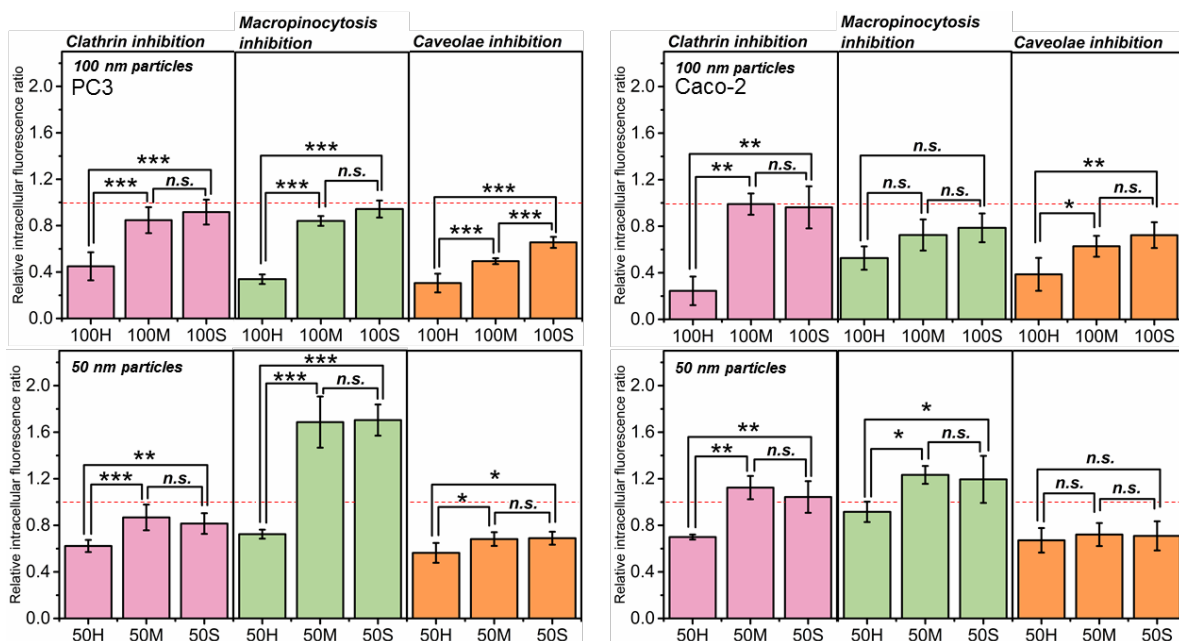 Clathrin inhibition
Macropinocytosis
inhibition
Caveolae inhibition
Relative intracellular fluorescence ratio
2.0
1.6
1.2
0.8
0.4
0.0
100 nm particles
PC3
***
***
n.s.
***
***
n.s.
***
***
***
100H 100M 100S 100H 100M 100S 100H 100M 100S
Relative intracellular fluorescence ratio
2.0
1.6
1.2
0.8
0.4
0.0
50 nm particles
**
***
n.s.
***
***
n.s.
*
*
n.s.
50H 50M 50S 50H 50M 50S 50H 50M 50S
Clathrin inhibition
Macropinocytosis
inhibition
Caveolae inhibition
Relative intracellular fluorescence ratio
2.0
1.6
1.2
0.8
0.4
0.0
100 nm particles
Caco-2
**
**
n.s.
n.s.
n.s.
n.s.
**
*
n.s.
100H 100M 100S 100H 100M 100S 100H 100M 100S
Relative intracellular fluorescence ratio
2.0
1.6
1.2
0.8
0.4
0.0
50 nm particles
**
**
n.s.
*
*
n.s.
n.s.
n.s.
n.s.
50H 50M 50S 50H 50M 50S 50H 50M 50S